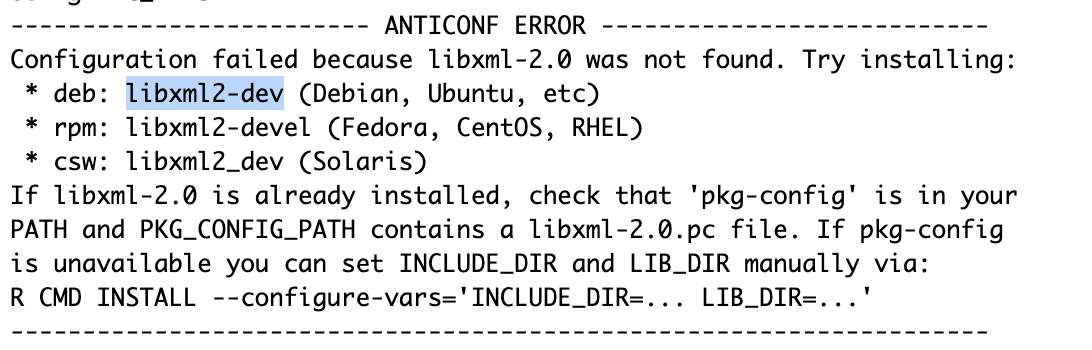 ------------------------- ANTICONF ERROR ---------------------------
Configuration failed because libxml-2.0 was not found. Try installing:
 * deb: libxml2-dev (Debian, Ubuntu, etc)
 * rpm: libxml2-devel (Fedora, CentOS, RHEL)
 * csw: libxml2_dev (Solaris)
If libxml-2.0 is already installed, check that 'pkg-config' is in your
PATH and PKG_CONFIG_PATH contains a libxml-2.0.pc file. If pkg-config
is unavailable you can set INCLUDE_DIR and LIB_DIR manually via:
R CMD INSTALL --configure-vars='INCLUDE_DIR=... LIB_DIR=...'
--------------------------------------------------------------------